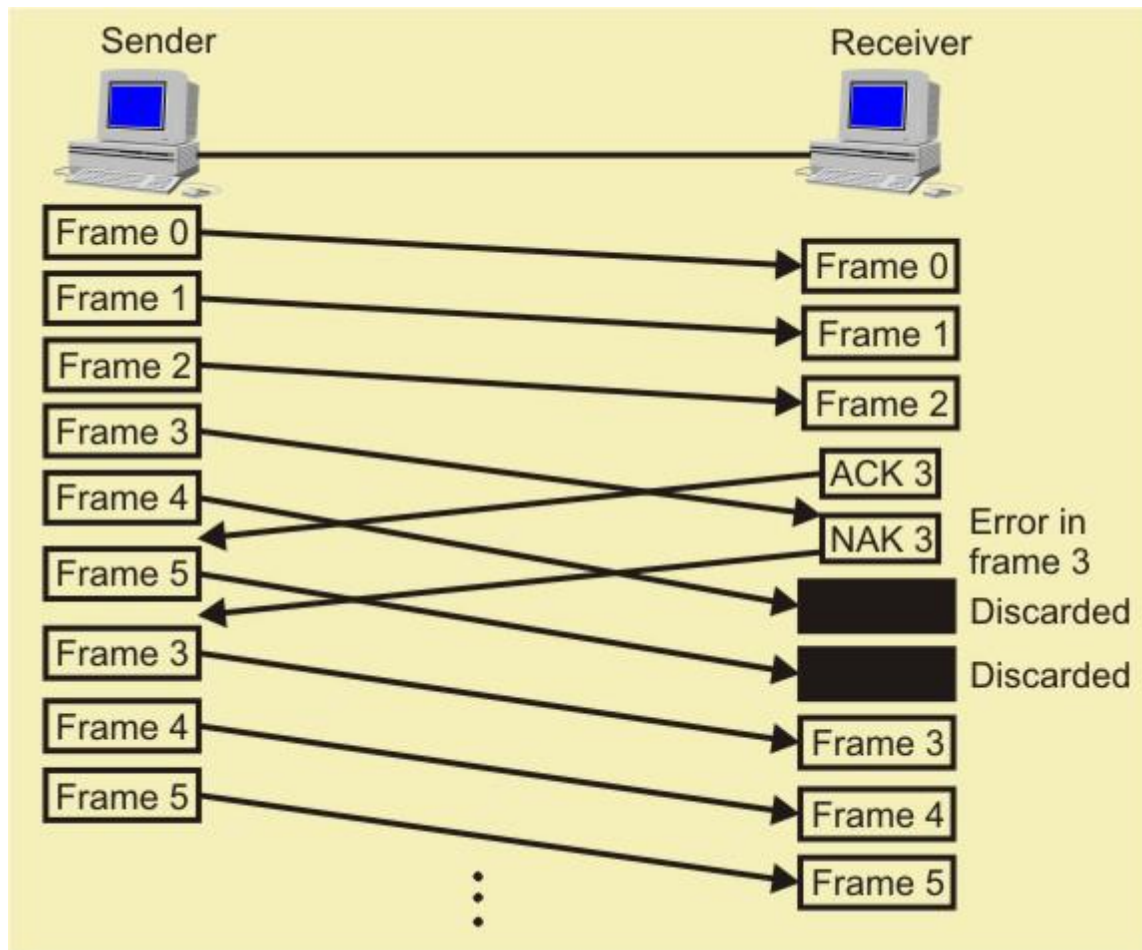 Sender
Receiver
Frame 0
Frame 0
Frame 1
Frame 1
Frame 2
Frame 2
Frame 3
ACK 3
Frame 4
NAK 3
Error in
frame 3
Frame 5
Discarded
Frame 3
Discarded
Frame 4
Frame 3
Frame 5
Frame 4
Frame 5